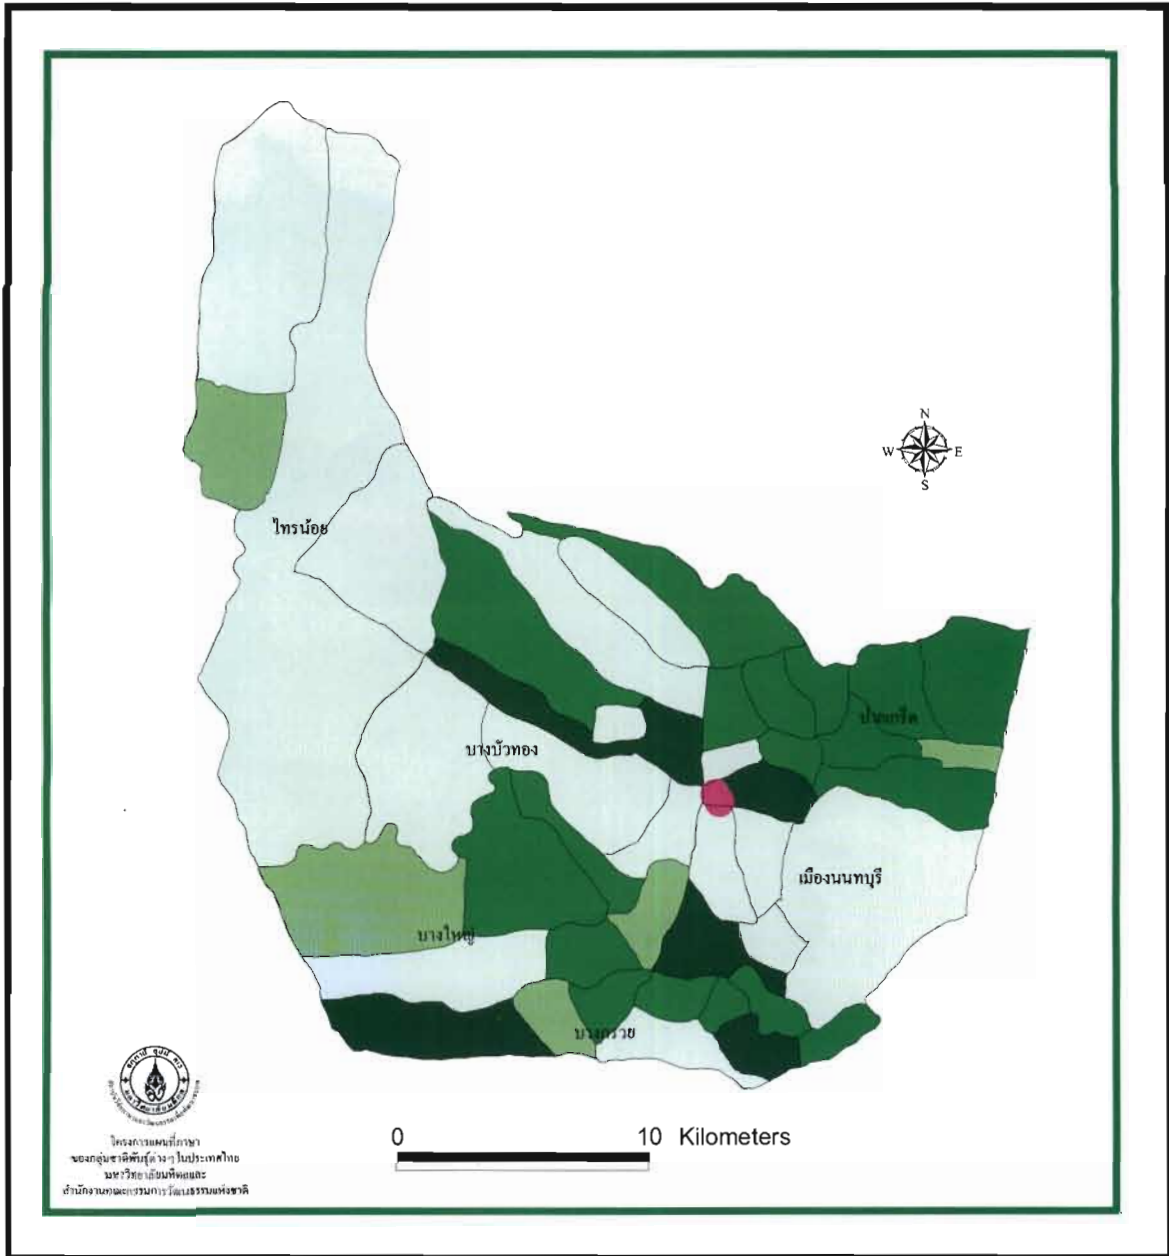 N
W E
S
ไทรน้อย
ปากเกร็ด
บางบัวทอง
เมืองนนทบุรี
บางใหญ่
บางกรวย
0 10 Kilometers
โครงการแผนที่ภาษา
ของกลุ่มชาติพันธุ์ต่างๆ ในประเทศไทย
มหาวิทยาลัยมหิดลและ
สำนักงานคณะกรรมการวัฒนธรรมแห่งชาติ